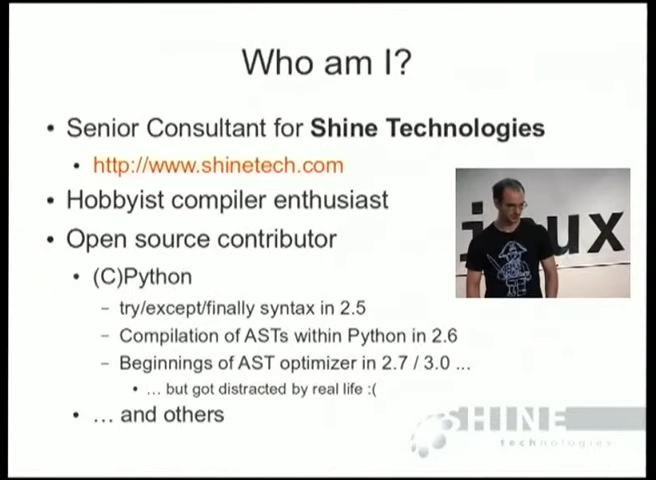 Who am I?
• Senior Consultant for Shine Technologies
• http://www.shinetech.com
• Hobbyist compiler enthusiast
• Open source contributor
• (C)Python
– try/except/finally syntax in 2.5
– Compilation of ASTs within Python in 2.6
– Beginnings of AST optimizer in 2.7 / 3.0 ...
• ... but got distracted by real life :(
• ... and others
inux
SHINE
technologies